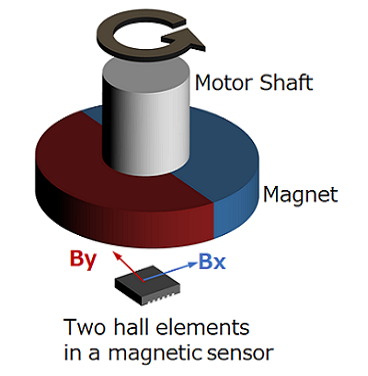 Motor Shaft
Magnet
By
Bx
Two hall elements
in a magnetic sensor